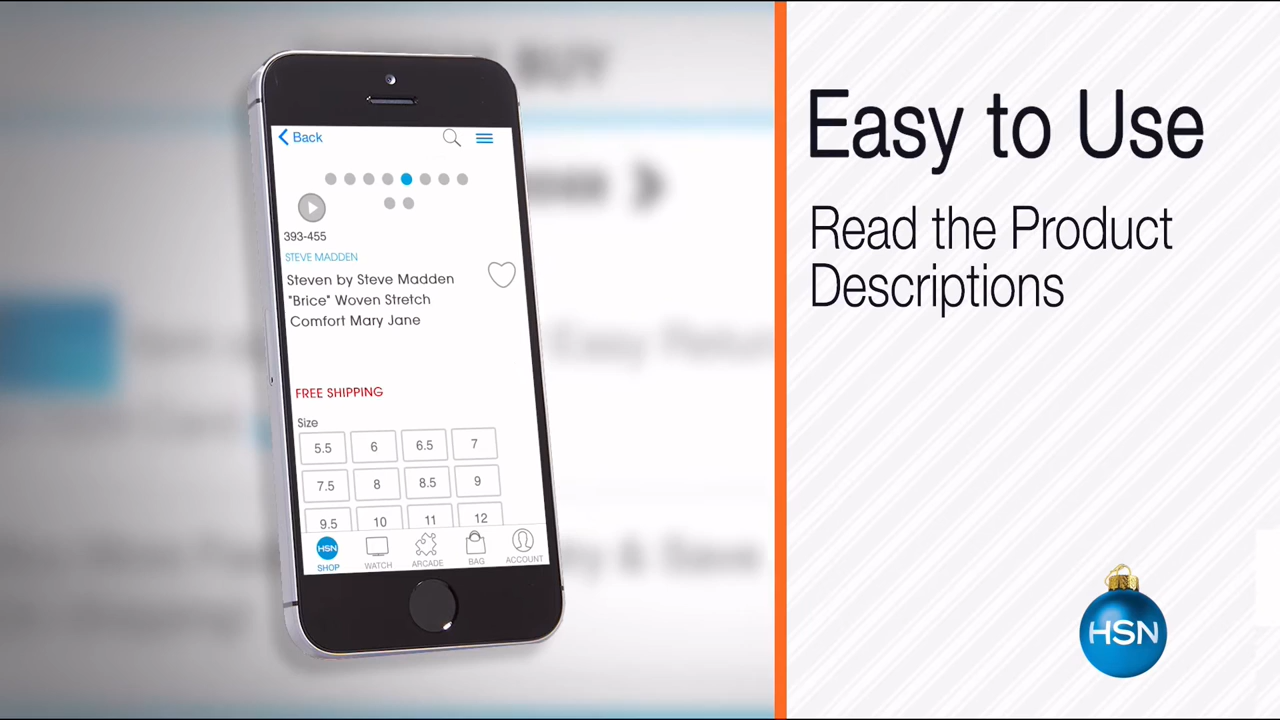 BUY
Back
393-455
STEVE MADDEN
Steven by Steve Madden
"Brice" Woven Stretch
Comfort Mary Jane
FREE SHIPPING
Size
5.5 6 6.5 7
7.5 8 8.5 9
9.5 10 11 12
HSN
SHOP WATCH ARCADE BAG ACCOUNT
Easy to Use
Read the Product
Descriptions
HSN